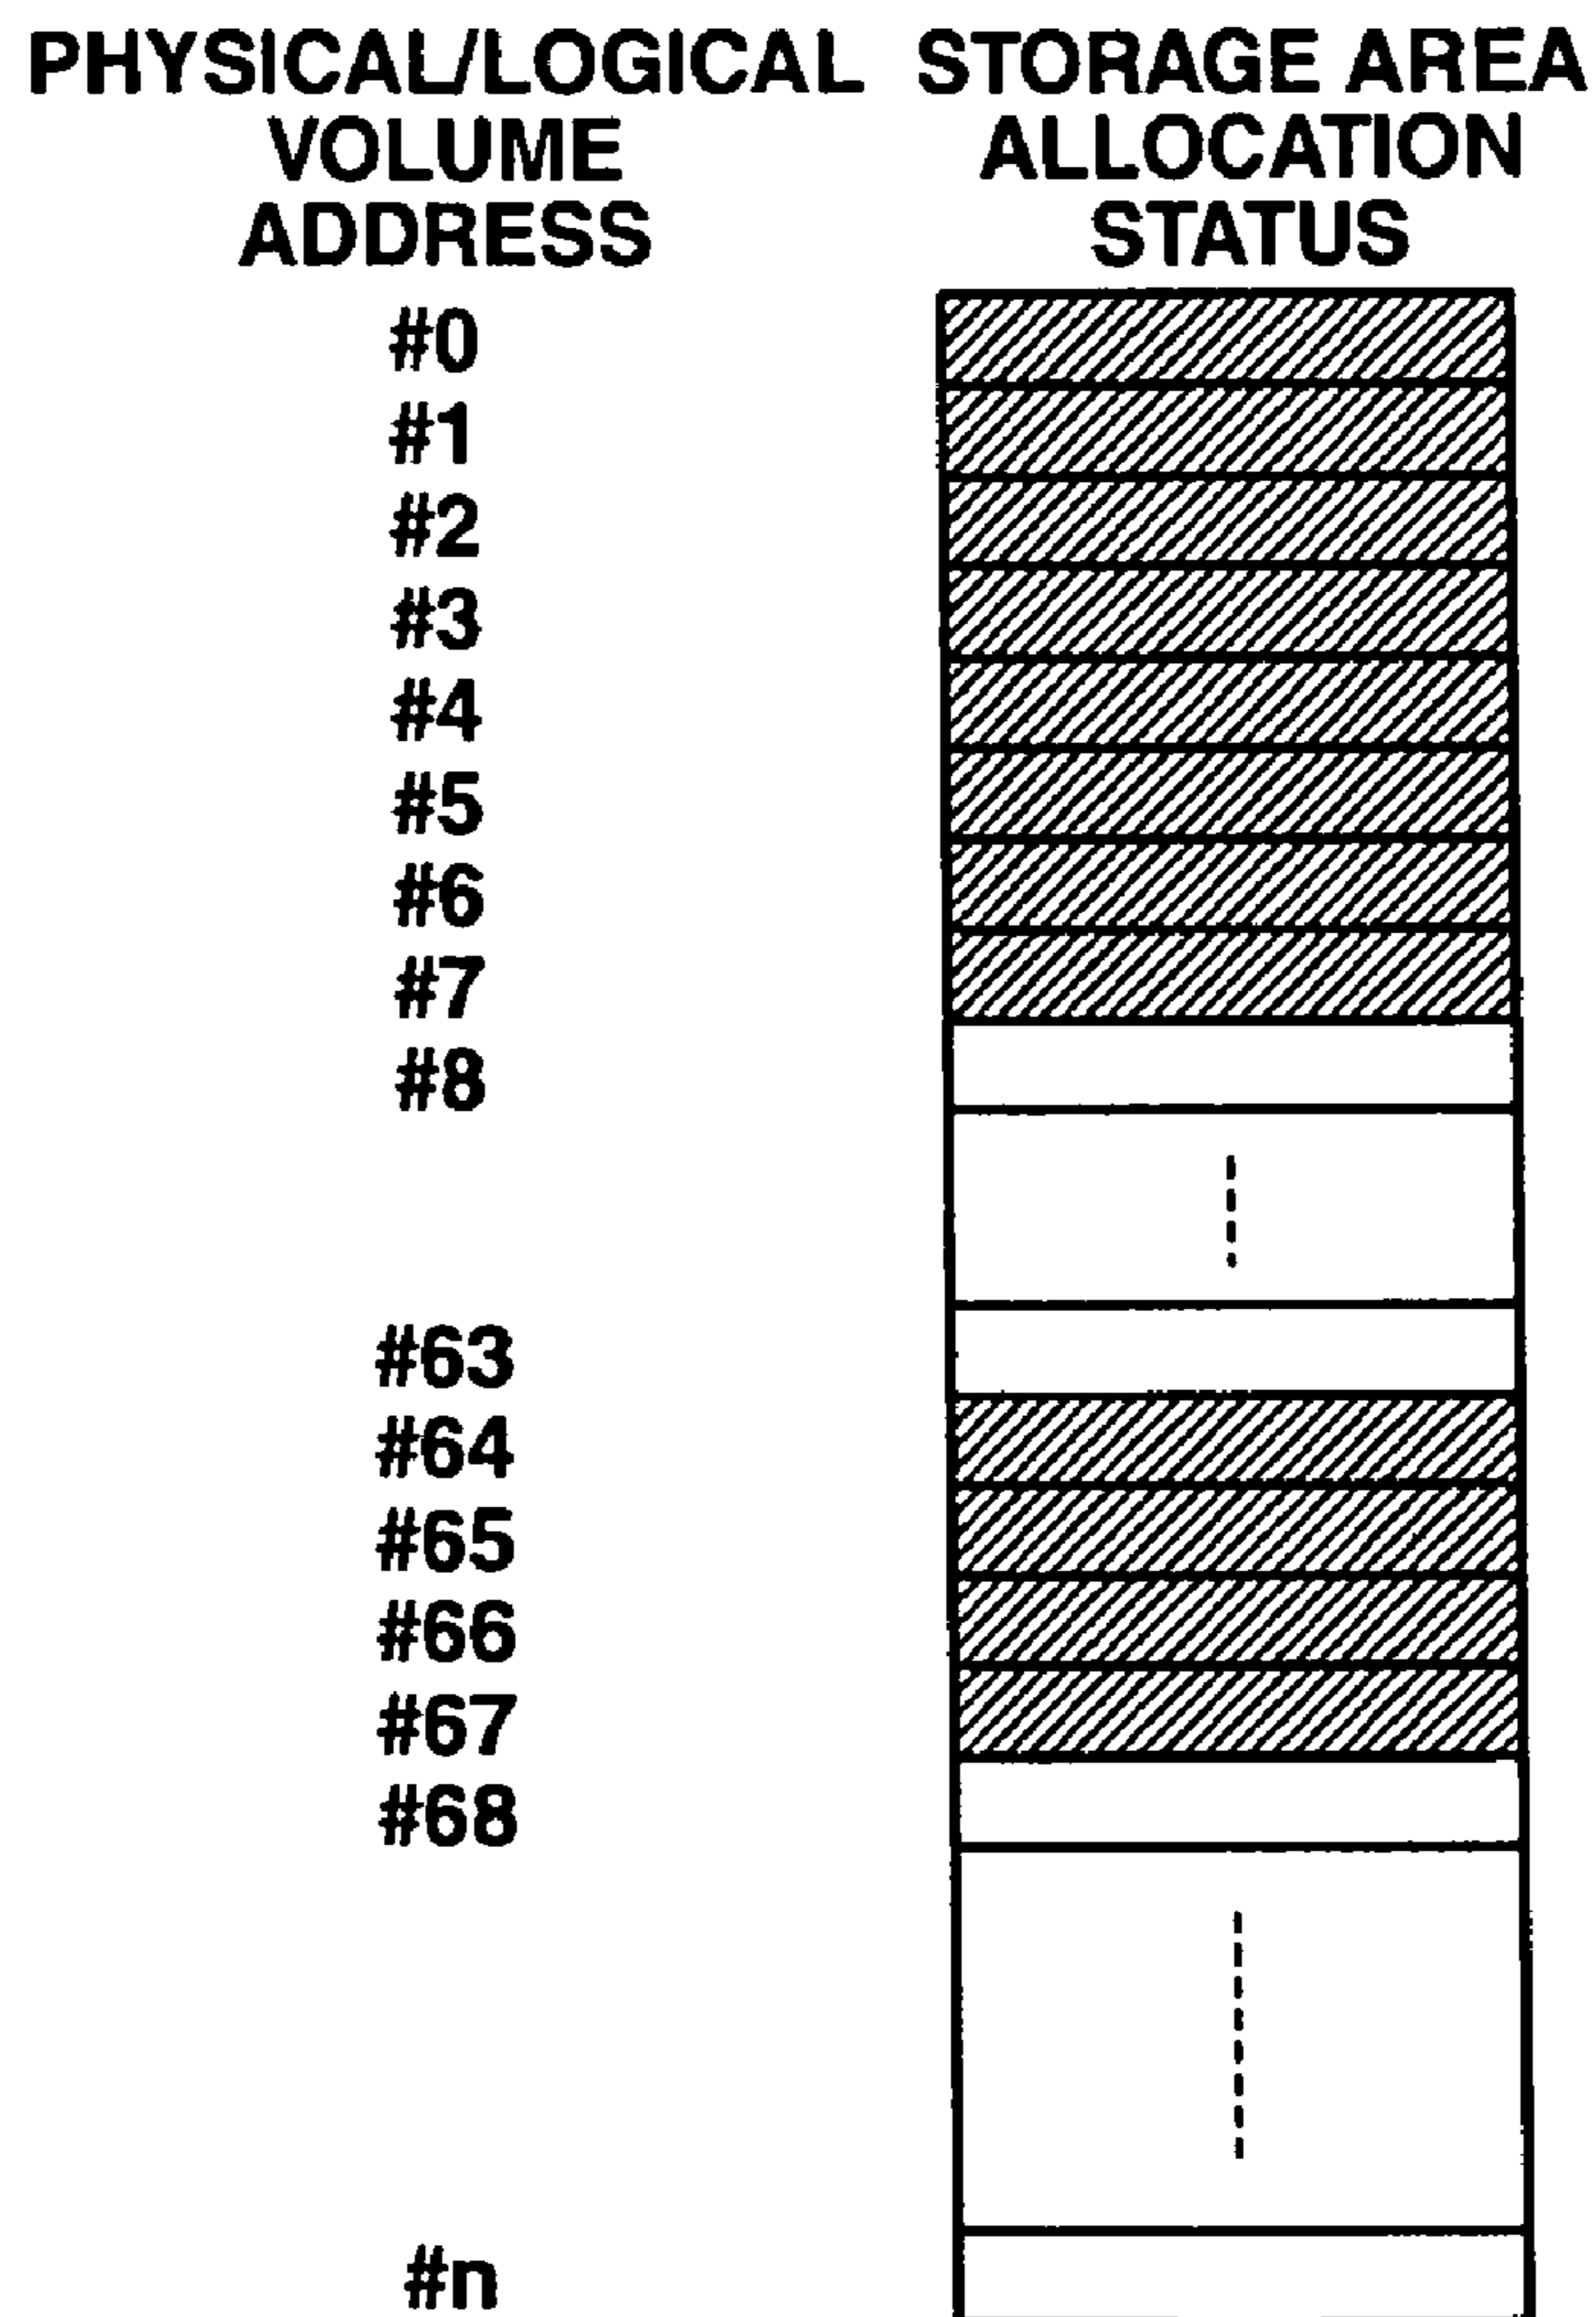 PHYSICAL/LOGICAL
VOLUME
ADDRESS
STORAGE AREA
ALLOCATION
STATUS
#0
#1
#2
#3
#4
#5
#6
#7
#8
#63
#64
#65
#66
#67
#68
#n